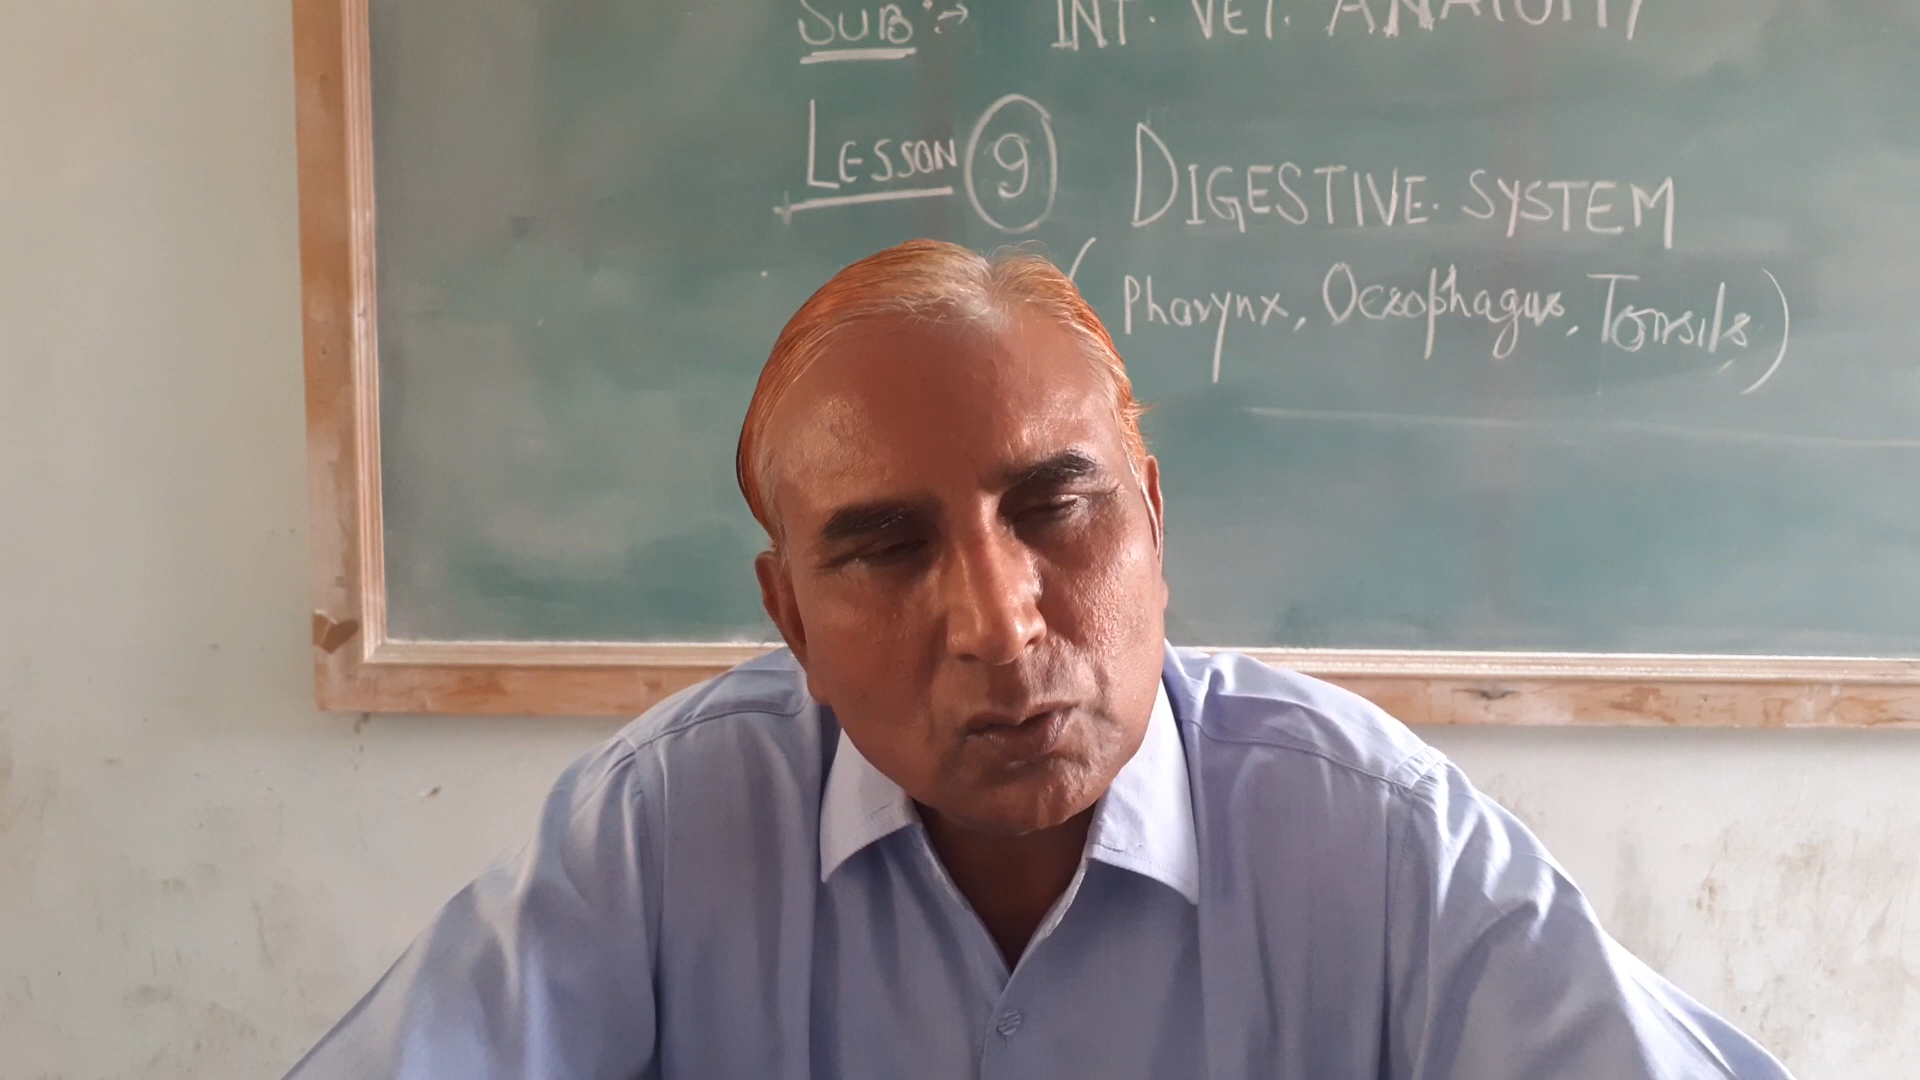 SUB :→ INT. VET. ANATOMY
LESSON 9 DIGESTIVE. SYSTEM
(Pharynx, Oesophagus, Tonsils)